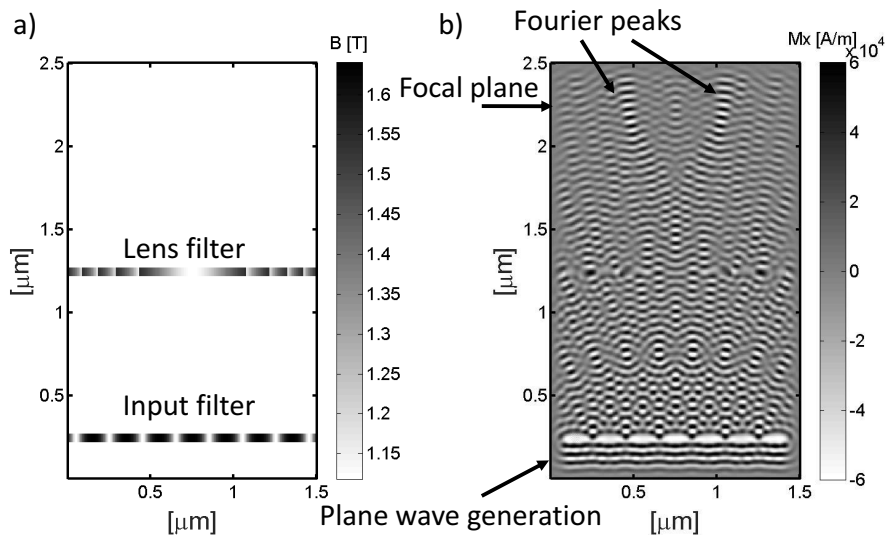 a)
B [T]
2.5
2
1.5
1
0.5
[μm]
Lens filter
Input filter
0.5
1
1.5
[μm]
1.6
1.55
1.5
1.45
1.4
1.35
1.3
1.25
1.2
1.15
b)
Fourier peaks
Mx [A/m]
x10⁴
Focal plane
2.5
2
1.5
1
0.5
[μm]
Plane wave generation
0.5
1
1.5
[μm]
6
4
2
0
-2
-4
-6